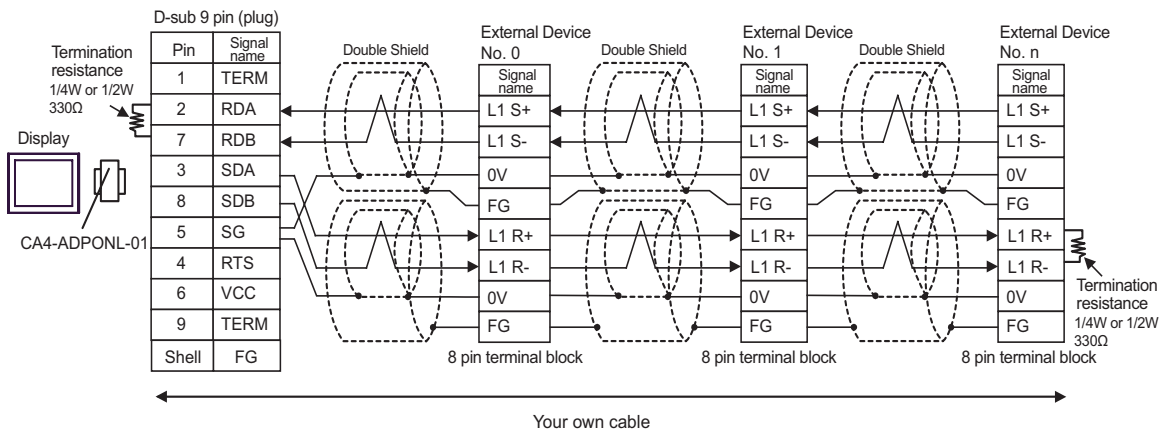 D-sub 9 pin (plug)
Pin Signal name
1 TERM
2 RDA
7 RDB
3 SDA
8 SDB
5 SG
4 RTS
6 VCC
9 TERM
Shell FG
Termination
resistance
1/4W or 1/2W
330Ω
Display
CA4-ADPONL-01
Double Shield
External Device
No. 0
Signal
name
L1 S+
L1 S-
0V
FG
L1 R+
L1 R-
0V
FG
8 pin terminal block
Double Shield
External Device
No. 1
Signal
name
L1 S+
L1 S-
0V
FG
L1 R+
L1 R-
0V
FG
8 pin terminal block
Double Shield
External Device
No. n
Signal
name
L1 S+
L1 S-
0V
FG
L1 R+
L1 R-
0V
FG
8 pin terminal block
Termination
resistance
1/4W or 1/2W
330Ω
Your own cable